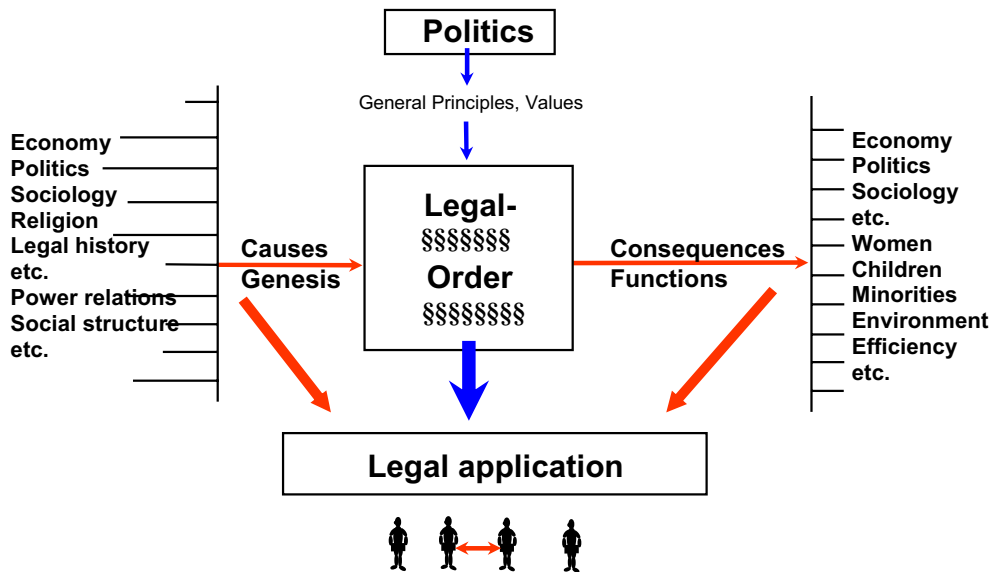 Politics
General Principles, Values
Economy
Politics
Sociology
Religion
Legal history
etc.
Power relations
Social structure
etc.
Causes
Genesis
Legal-
§§§§§§§
Order
§§§§§§§§
Consequences
Functions
Economy
Politics
Sociology
etc.
Women
Children
Minorities
Environment
Efficiency
etc.
Legal application